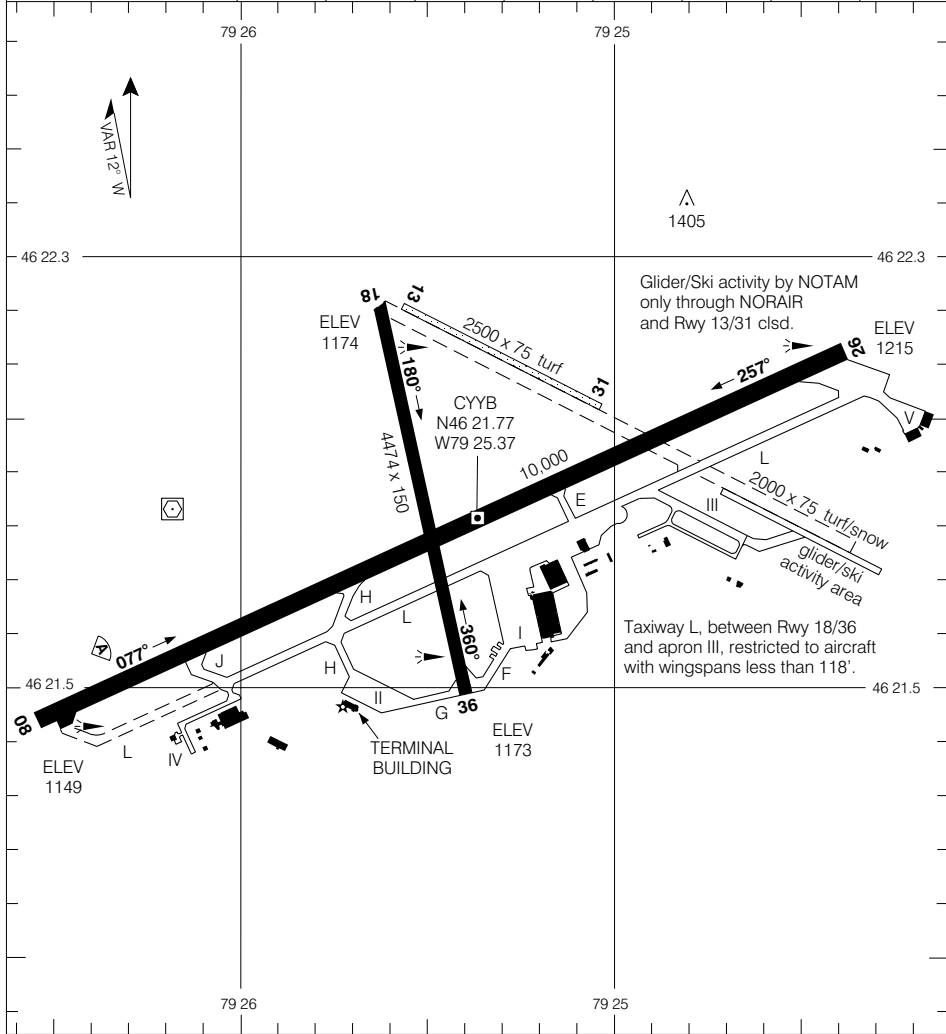 79 26
79 25
VAR 12° W
1405
46 22.3
46 22.3
Glider/Ski activity by NOTAM
only through NORAIR
and Rwy 13/31 clsd.
18
13
ELEV
1174
2500 x 75 turf
ELEV
1215
26
180°
31
257°
CYYB
N46 21.77
W79 25.37
V
4474 x 150
10,000
L
E
2000 x 75 turf/snow
III
glider/ski
activity area
H
L
I
Taxiway L, between Rwy 18/36
and apron III, restricted to aircraft
with wingspans less than 118'.
A
077°
360°
J
H
F
46 21.5
46 21.5
08
II
G
36
L
IV
TERMINAL
BUILDING
ELEV
1173
ELEV
1149
79 26
79 25